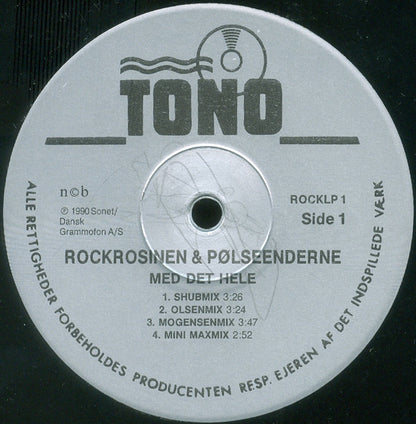 TONO
n©b
℗ 1990 Sonet/
Dansk
Grammofon A/S
ROCKLP 1
Side 1
ROCKROSINEN & PØLSEENDERNE
MED DET HELE
1. SHUBMIX 3:26
2. OLSENMIX 3:24
3. MOGENSENMIX 3:47
4. MINI MAXMIX 2:52
ALLE RETTIGHEDER FORBEHOLDES PRODUCENTEN RESP. EJEREN AF DET INDSPILLEDE VÆRK